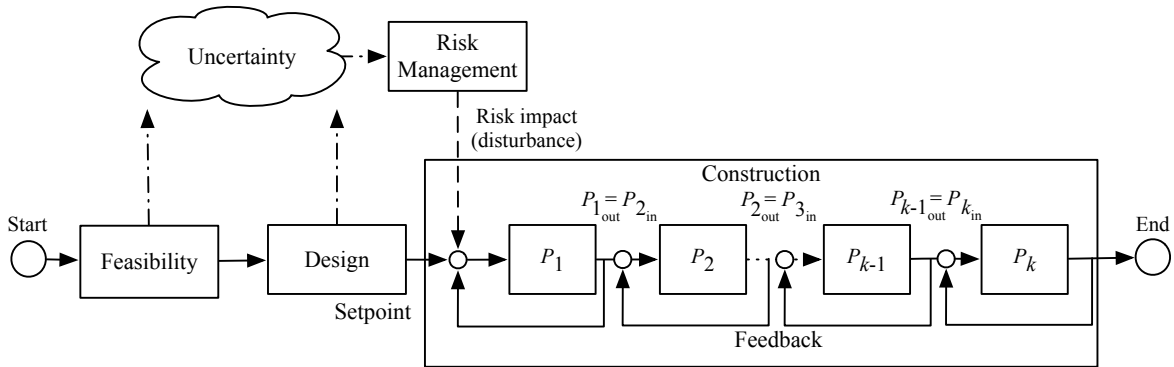 Uncertainty
Risk
Management
Risk impact
(disturbance)
Construction
P1out = P2in
P2out = P3in
Pk-1out = Pkin
Start
End
Feasibility
Design
P1
P2
Pk-1
Pk
Setpoint
Feedback